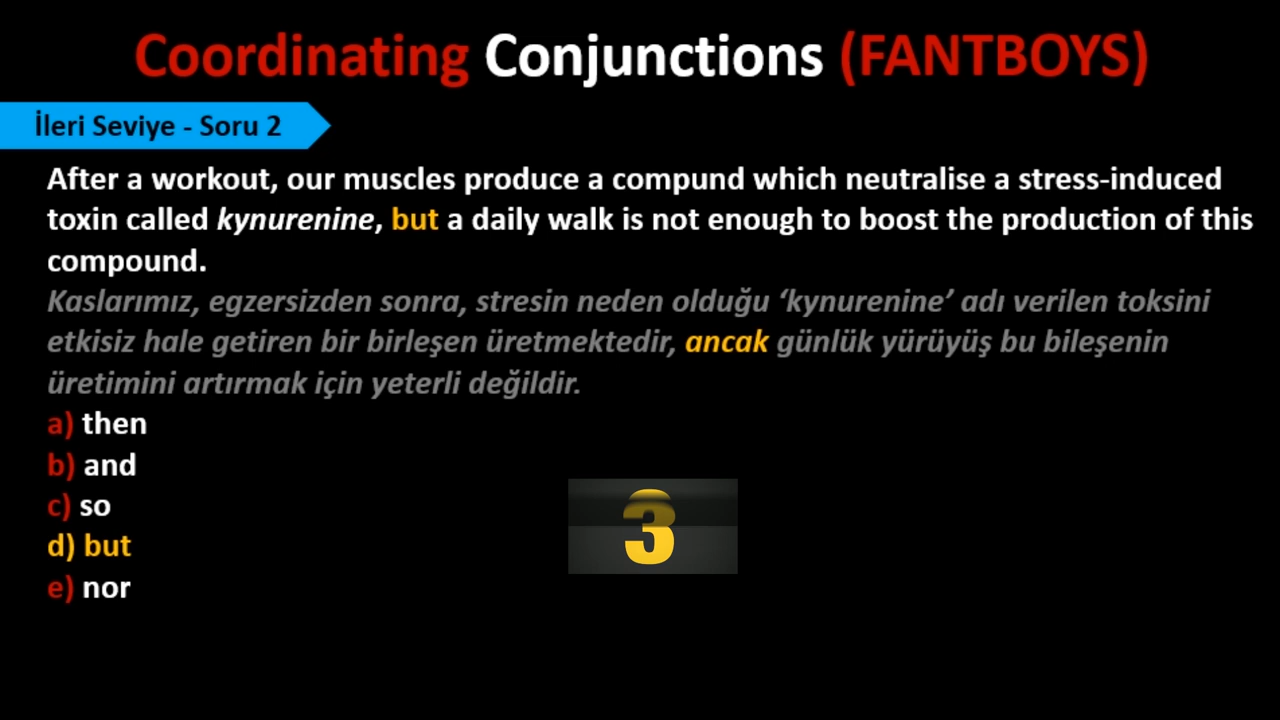 Coordinating Conjunctions (FANTBOYS)
İleri Seviye - Soru 2
After a workout, our muscles produce a compund which neutralise a stress-induced
toxin called kynurenine, but a daily walk is not enough to boost the production of this
compound.
Kaslarımız, egzersizden sonra, stresin neden olduğu ‘kynurenine’ adı verilen toksini
etkisiz hale getiren bir birleşen üretmektedir, ancak günlük yürüyüş bu bileşenin
üretimini artırmak için yeterli değildir.
a) then
b) and
c) so
d) but
e) nor
3